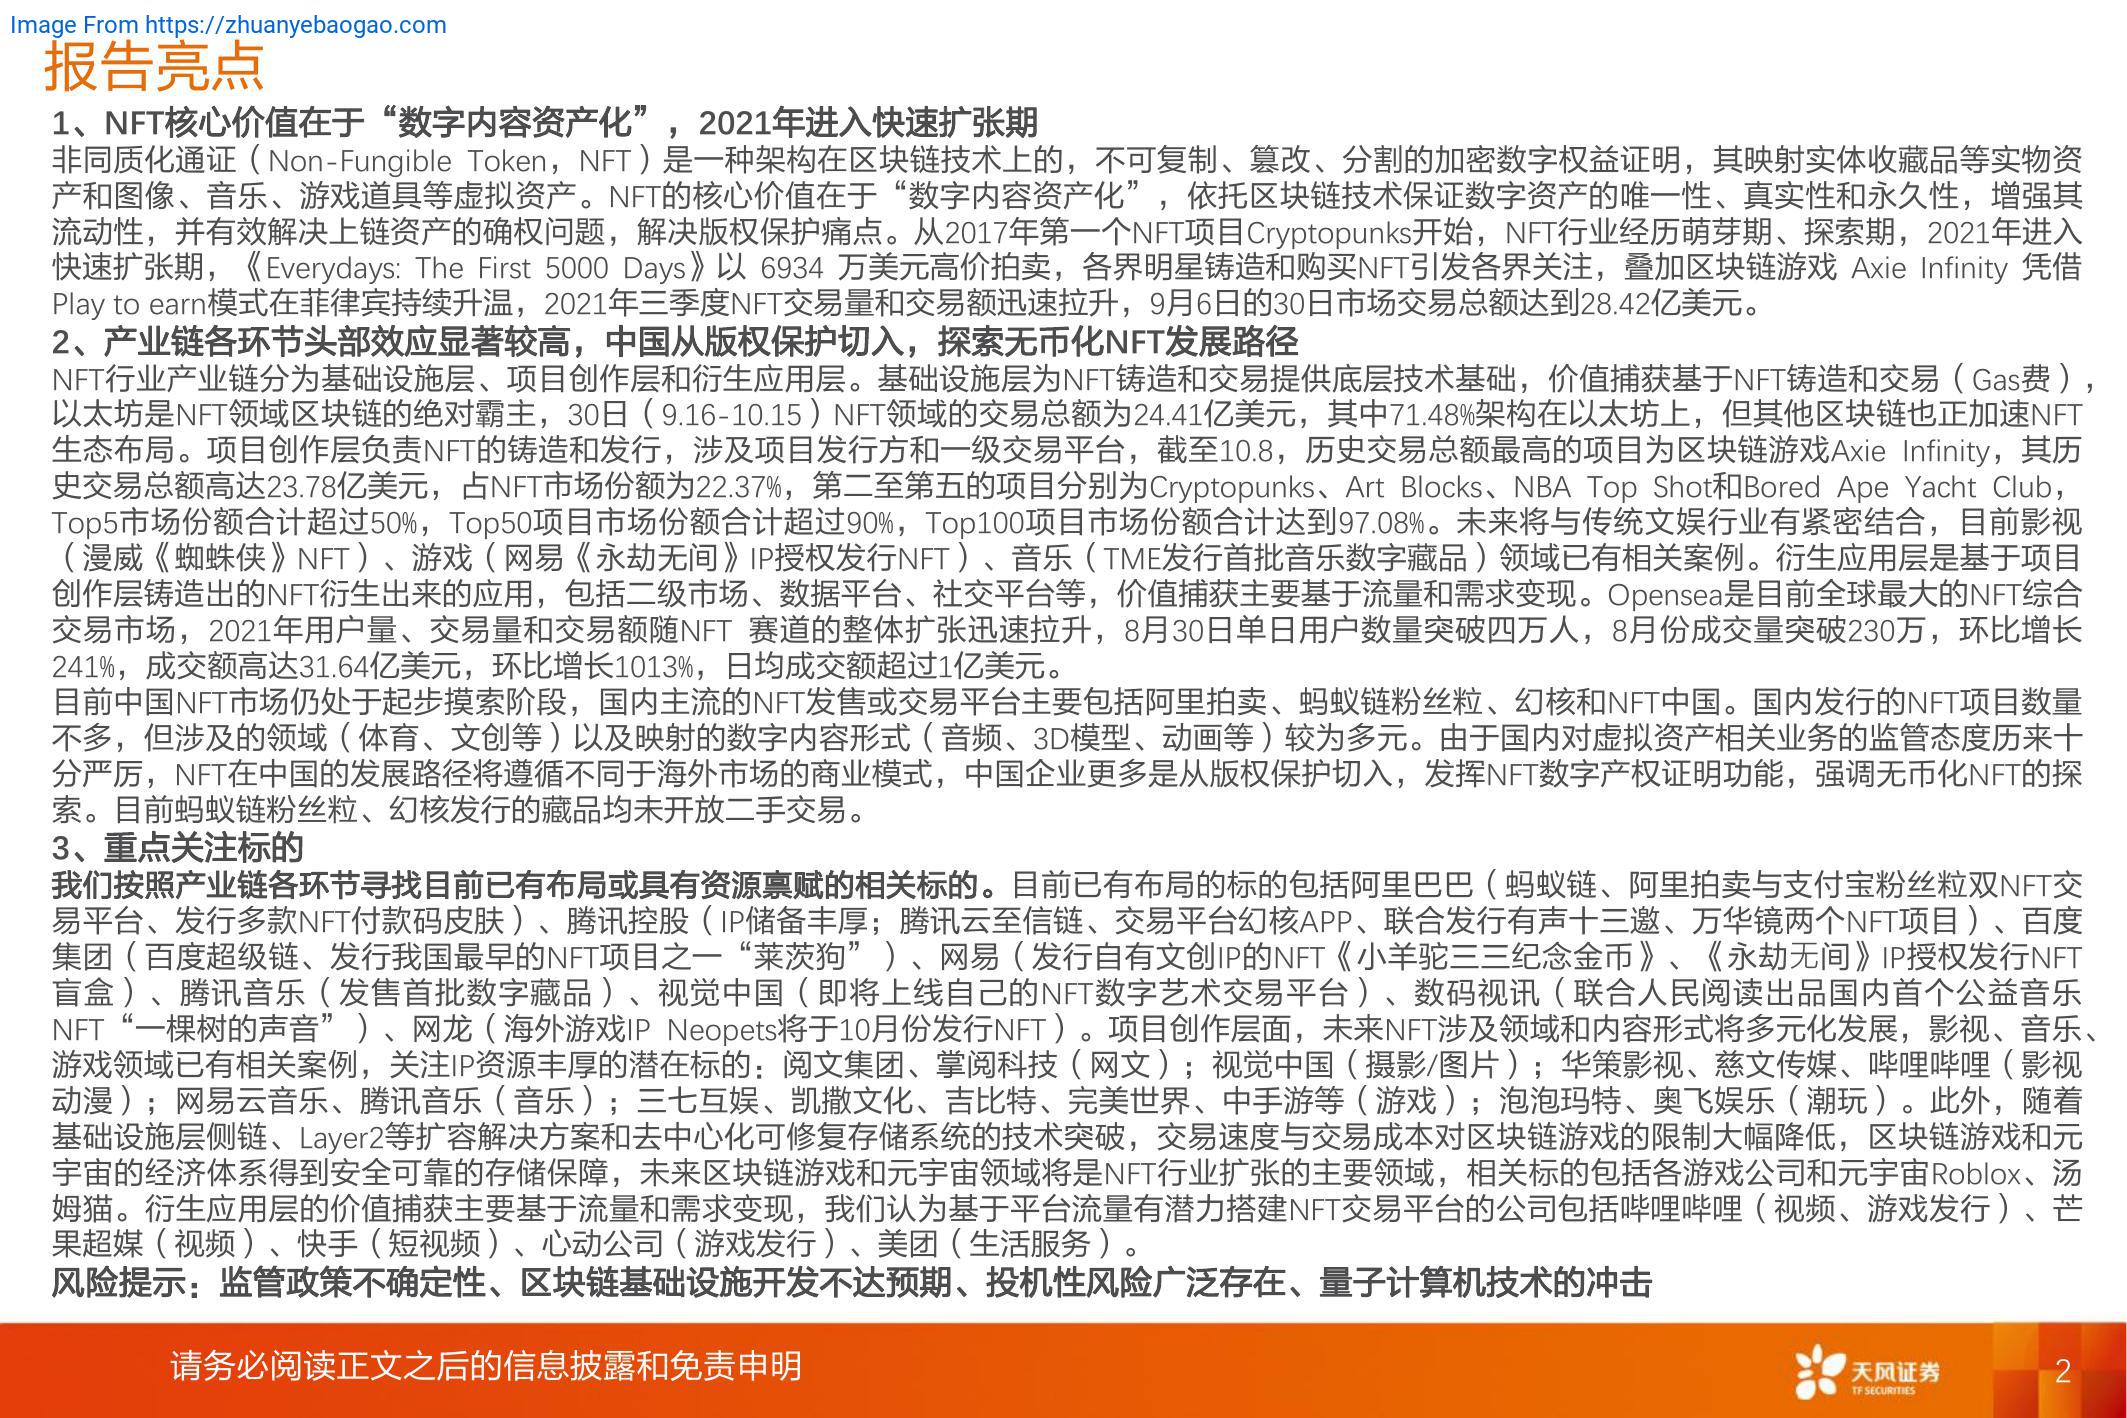 Image From https://zhuanyebaogao.com
报告亮点
1、NFT核心价值在于“数字内容资产化”，2021年进入快速扩张期
非同质化通证（Non-Fungible Token，NFT）是一种架构在区块链技术上的，不可复制、篡改、分割的加密数字权益证明，其映射实体收藏品等实物资
产和图像、音乐、游戏道具等虚拟资产。NFT的核心价值在于“数字内容资产化”，依托区块链技术保证数字资产的唯一性、真实性和永久性，增强其
流动性，并有效解决上链资产的确权问题，解决版权保护痛点。从2017年第一个NFT项目Cryptopunks开始，NFT行业经历萌芽期、探索期，2021年进入
快速扩张期，《Everydays: The First 5000 Days》以 6934 万美元高价拍卖，各界明星铸造和购买NFT引发各界关注，叠加区块链游戏 Axie Infinity 凭借
Play to earn模式在菲律宾持续升温，2021年三季度NFT交易量和交易额迅速拉升，9月6日的30日市场交易总额达到28.42亿美元。
2、产业链各环节头部效应显著较高，中国从版权保护切入，探索无币化NFT发展路径
NFT行业产业链分为基础设施层、项目创作层和衍生应用层。基础设施层为NFT铸造和交易提供底层技术基础，价值捕获基于NFT铸造和交易（Gas费），
以太坊是NFT领域区块链的绝对霸主，30日（9.16-10.15）NFT领域的交易总额为24.41亿美元，其中71.48%架构在以太坊上，但其他区块链也正加速NFT
生态布局。项目创作层负责NFT的铸造和发行，涉及项目发行方和一级交易平台，截至10.8，历史交易总额最高的项目为区块链游戏Axie Infinity，其历
史交易总额高达23.78亿美元，占NFT市场份额为22.37%，第二至第五的项目分别为Cryptopunks、Art Blocks、NBA Top Shot和Bored Ape Yacht Club，
Top5市场份额合计超过50%，Top50项目市场份额合计超过90%，Top100项目市场份额合计达到97.08%。未来将与传统文娱行业有紧密结合，目前影视
（漫威《蜘蛛侠》NFT）、游戏（网易《永劫无间》IP授权发行NFT）、音乐（TME发行首批音乐数字藏品）领域已有相关案例。衍生应用层是基于项目
创作层铸造出的NFT衍生出来的应用，包括二级市场、数据平台、社交平台等，价值捕获主要基于流量和需求变现。Opensea是目前全球最大的NFT综合
交易市场，2021年用户量、交易量和交易额随NFT 赛道的整体扩张迅速拉升，8月30日单日用户数量突破四万人，8月份成交量突破230万，环比增长
241%，成交额高达31.64亿美元，环比增长1013%，日均成交额超过1亿美元。
目前中国NFT市场仍处于起步摸索阶段，国内主流的NFT发售或交易平台主要包括阿里拍卖、蚂蚁链粉丝粒、幻核和NFT中国。国内发行的NFT项目数量
不多，但涉及的领域（体育、文创等）以及映射的数字内容形式（音频、3D模型、动画等）较为多元。由于国内对虚拟资产相关业务的监管态度历来十
分严厉，NFT在中国的发展路径将遵循不同于海外市场的商业模式，中国企业更多是从版权保护切入，发挥NFT数字产权证明功能，强调无币化NFT的探
索。目前蚂蚁链粉丝粒、幻核发行的藏品均未开放二手交易。
3、重点关注标的
我们按照产业链各环节寻找目前已有布局或具有资源禀赋的相关标的。目前已有布局的标的包括阿里巴巴（蚂蚁链、阿里拍卖与支付宝粉丝粒双NFT交
易平台、发行多款NFT付款码皮肤）、腾讯控股（IP储备丰厚；腾讯云至信链、交易平台幻核APP、联合发行有声十三邀、万华镜两个NFT项目）、百度
集团（百度超级链、发行我国最早的NFT项目之一“莱茨狗”）、网易（发行自有文创IP的NFT《小羊驼三三纪念金币》、《永劫无间》IP授权发行NFT
盲盒）、腾讯音乐（发售首批数字藏品）、视觉中国（即将上线自己的NFT数字艺术交易平台）、数码视讯（联合人民阅读出品国内首个公益音乐
NFT“一棵树的声音”）、网龙（海外游戏IP Neopets将于10月份发行NFT）。项目创作层面，未来NFT涉及领域和内容形式将多元化发展，影视、音乐、
游戏领域已有相关案例，关注IP资源丰厚的潜在标的：阅文集团、掌阅科技（网文）；视觉中国（摄影/图片）；华策影视、慈文传媒、哔哩哔哩（影视
动漫）；网易云音乐、腾讯音乐（音乐）；三七互娱、凯撒文化、吉比特、完美世界、中手游等（游戏）；泡泡玛特、奥飞娱乐（潮玩）。此外，随着
基础设施层侧链、Layer2等扩容解决方案和去中心化可修复存储系统的技术突破，交易速度与交易成本对区块链游戏的限制大幅降低，区块链游戏和元
宇宙的经济体系得到安全可靠的存储保障，未来区块链游戏和元宇宙领域将是NFT行业扩张的主要领域，相关标的包括各游戏公司和元宇宙Roblox、汤
姆猫。衍生应用层的价值捕获主要基于流量和需求变现，我们认为基于平台流量有潜力搭建NFT交易平台的公司包括哔哩哔哩（视频、游戏发行）、芒
果超媒（视频）、快手（短视频）、心动公司（游戏发行）、美团（生活服务）。
风险提示：监管政策不确定性、区块链基础设施开发不达预期、投机性风险广泛存在、量子计算机技术的冲击
请务必阅读正文之后的信息披露和免责申明
天风证券
TF SECURITIES
2